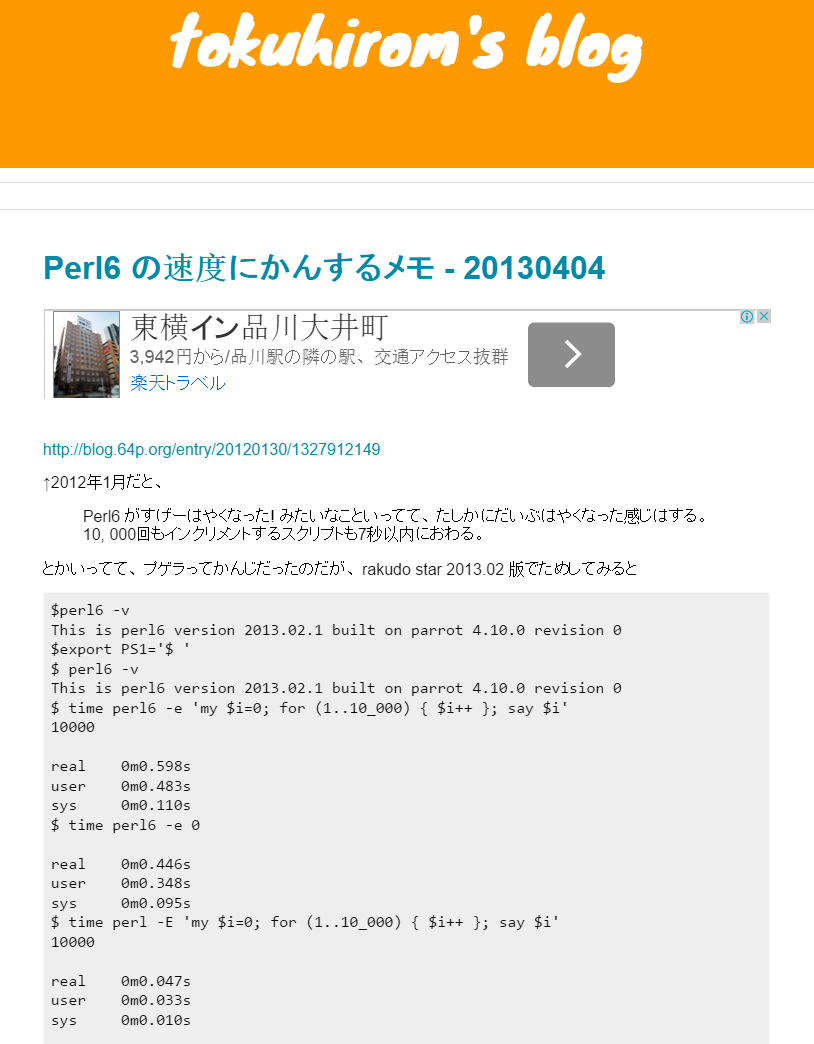 tokuhirom's blog
Perl6 の速度にかんするメモ - 20130404
東横イン品川大井町
3,942円から/品川駅の隣の駅、交通アクセス抜群
楽天トラベル
http://blog.64p.org/entry/20120130/1327912149
↑2012年1月だと、
Perl6 がすげーはやくなった! みたいなこといってて、たしかにだいぶはやくなった感じはする。
10, 000回もインクリメントするスクリプトも7秒以内におわる。
とかいってて、プゲラってかんじだったのだが、 rakudo star 2013.02 版でためしてみると
$perl6 -v
This is perl6 version 2013.02.1 built on parrot 4.10.0 revision 0
$export PS1='$ '
$ perl6 -v
This is perl6 version 2013.02.1 built on parrot 4.10.0 revision 0
$ time perl6 -e 'my $i=0; for (1..10_000) { $i++ }; say $i'
10000
real 0m0.598s
user 0m0.483s
sys 0m0.110s
$ time perl6 -e 0
real 0m0.446s
user 0m0.348s
sys 0m0.095s
$ time perl -E 'my $i=0; for (1..10_000) { $i++ }; say $i'
10000
real 0m0.047s
user 0m0.033s
sys 0m0.010s